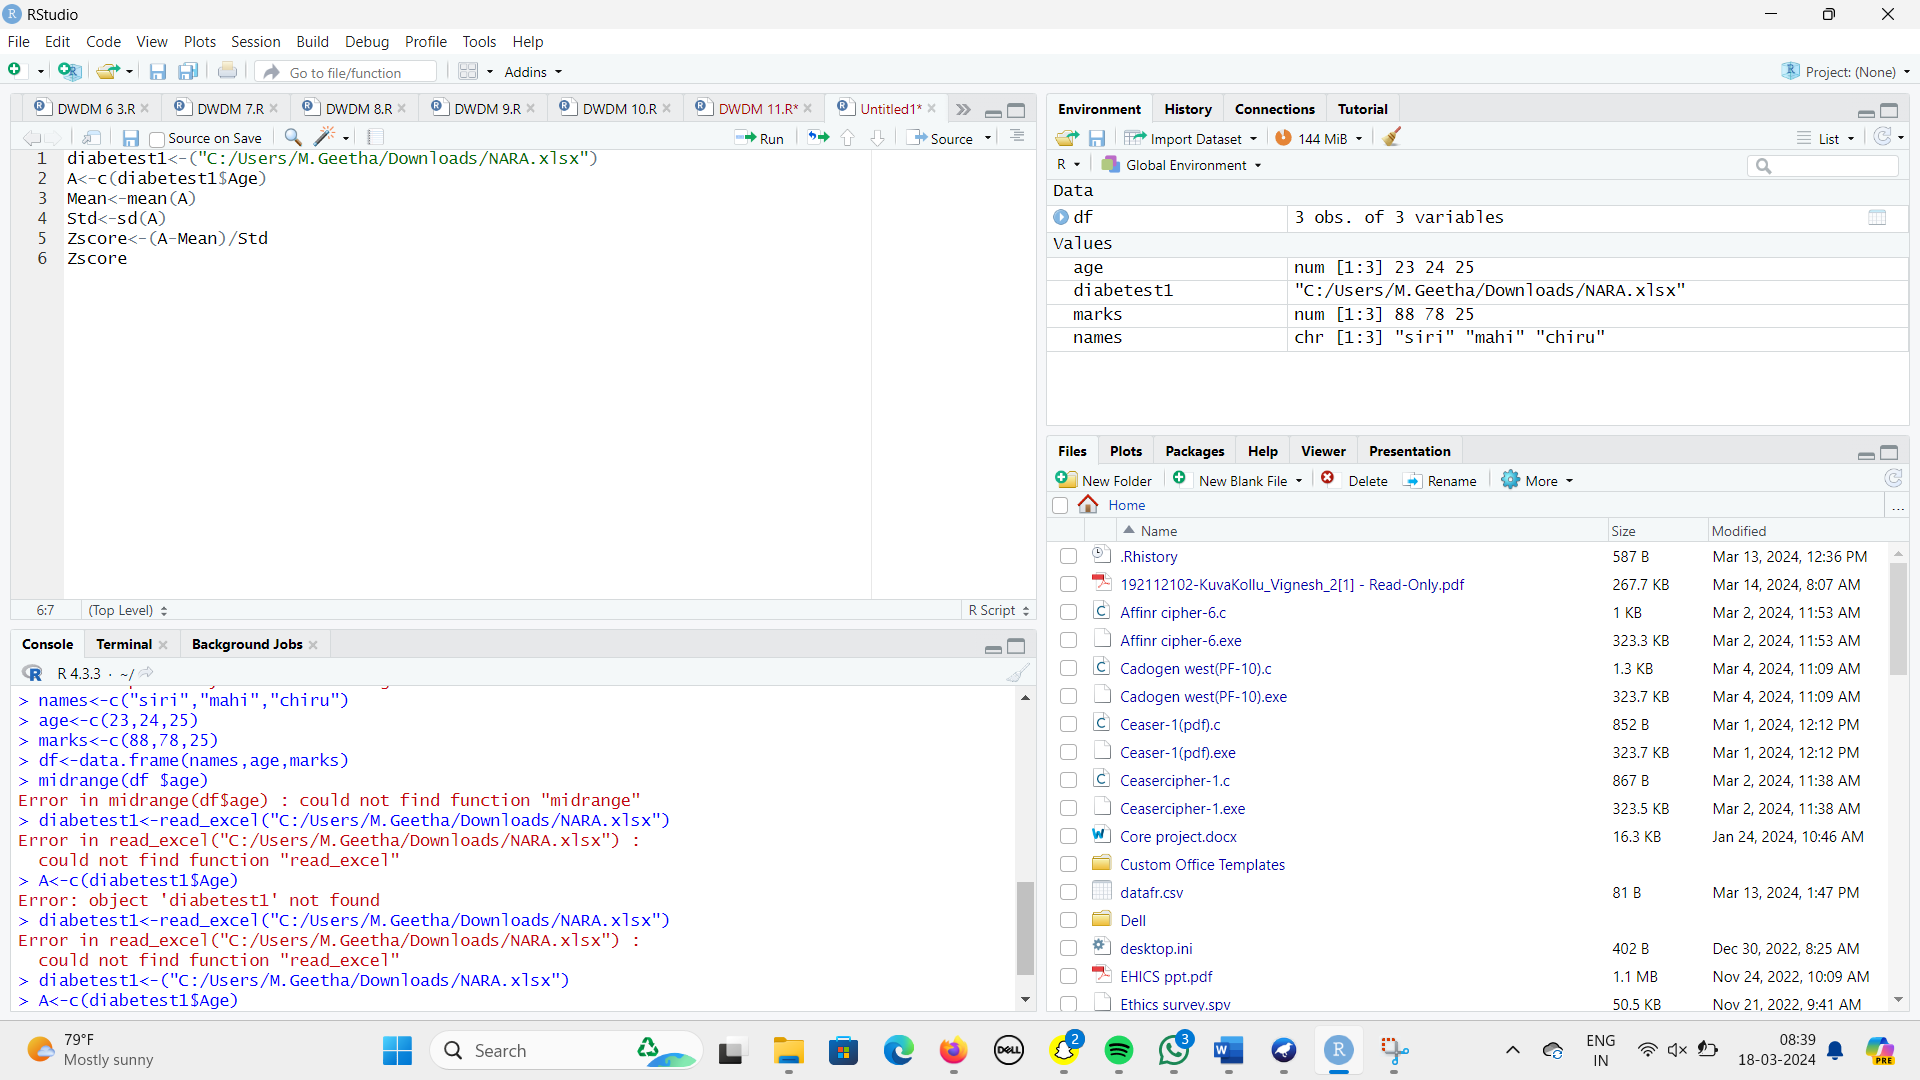 RStudio
File Edit Code View Plots Session Build Debug Profile Tools Help
Go to file/function Addins Project: (None)
DWDM 6 3.R DWDM 7.R DWDM 8.R DWDM 9.R DWDM 10.R DWDM 11.R* Untitled1*
Source on Save Run Source
1 diabetest1<-("C:/Users/M.Geetha/Downloads/NARA.xlsx")
2 A<-c(diabetest1$Age)
3 Mean<-mean(A)
4 Std<-sd(A)
5 Zscore<-(A-Mean)/Std
6 Zscore
6:7 (Top Level) R Script
Console Terminal Background Jobs
R 4.3.3 · ~/
> names<-c("siri","mahi","chiru")
> age<-c(23,24,25)
> marks<-c(88,78,25)
> df<-data.frame(names,age,marks)
> midrange(df $age)
Error in midrange(df$age) : could not find function "midrange"
> diabetest1<-read_excel("C:/Users/M.Geetha/Downloads/NARA.xlsx")
Error in read_excel("C:/Users/M.Geetha/Downloads/NARA.xlsx") :
could not find function "read_excel"
> A<-c(diabetest1$Age)
Error: object 'diabetest1' not found
> diabetest1<-read_excel("C:/Users/M.Geetha/Downloads/NARA.xlsx")
Error in read_excel("C:/Users/M.Geetha/Downloads/NARA.xlsx") :
could not find function "read_excel"
> diabetest1<-("C:/Users/M.Geetha/Downloads/NARA.xlsx")
> A<-c(diabetest1$Age)
Environment History Connections Tutorial
Import Dataset 144 MiB List
R Global Environment
Data
df 3 obs. of 3 variables
Values
age num [1:3] 23 24 25
diabetest1 "C:/Users/M.Geetha/Downloads/NARA.xlsx"
marks num [1:3] 88 78 25
names chr [1:3] "siri" "mahi" "chiru"
Files Plots Packages Help Viewer Presentation
New Folder New Blank File Delete Rename More
Home ...
Name Size Modified
.Rhistory 587 B Mar 13, 2024, 12:36 PM
192112102-KuvaKollu_Vignesh_2[1] - Read-Only.pdf 267.7 KB Mar 14, 2024, 8:07 AM
Affinr cipher-6.c 1 KB Mar 2, 2024, 11:53 AM
Affinr cipher-6.exe 323.3 KB Mar 2, 2024, 11:53 AM
Cadogen west(PF-10).c 1.3 KB Mar 4, 2024, 11:09 AM
Cadogen west(PF-10).exe 323.7 KB Mar 4, 2024, 11:09 AM
Ceaser-1(pdf).c 852 B Mar 1, 2024, 12:12 PM
Ceaser-1(pdf).exe 323.7 KB Mar 1, 2024, 12:12 PM
Ceasercipher-1.c 867 B Mar 2, 2024, 11:38 AM
Ceasercipher-1.exe 323.5 KB Mar 2, 2024, 11:38 AM
Core project.docx 16.3 KB Jan 24, 2024, 10:46 AM
Custom Office Templates
datafr.csv 81 B Mar 13, 2024, 1:47 PM
Dell
desktop.ini 402 B Dec 30, 2022, 8:25 AM
EHICS ppt.pdf 1.1 MB Nov 24, 2022, 10:09 AM
Ethics survey.spv 50.5 KB Nov 21, 2022, 9:41 AM
79°F
Mostly sunny
Search
DELL
2
3
ENG
IN
08:39
18-03-2024
PRE